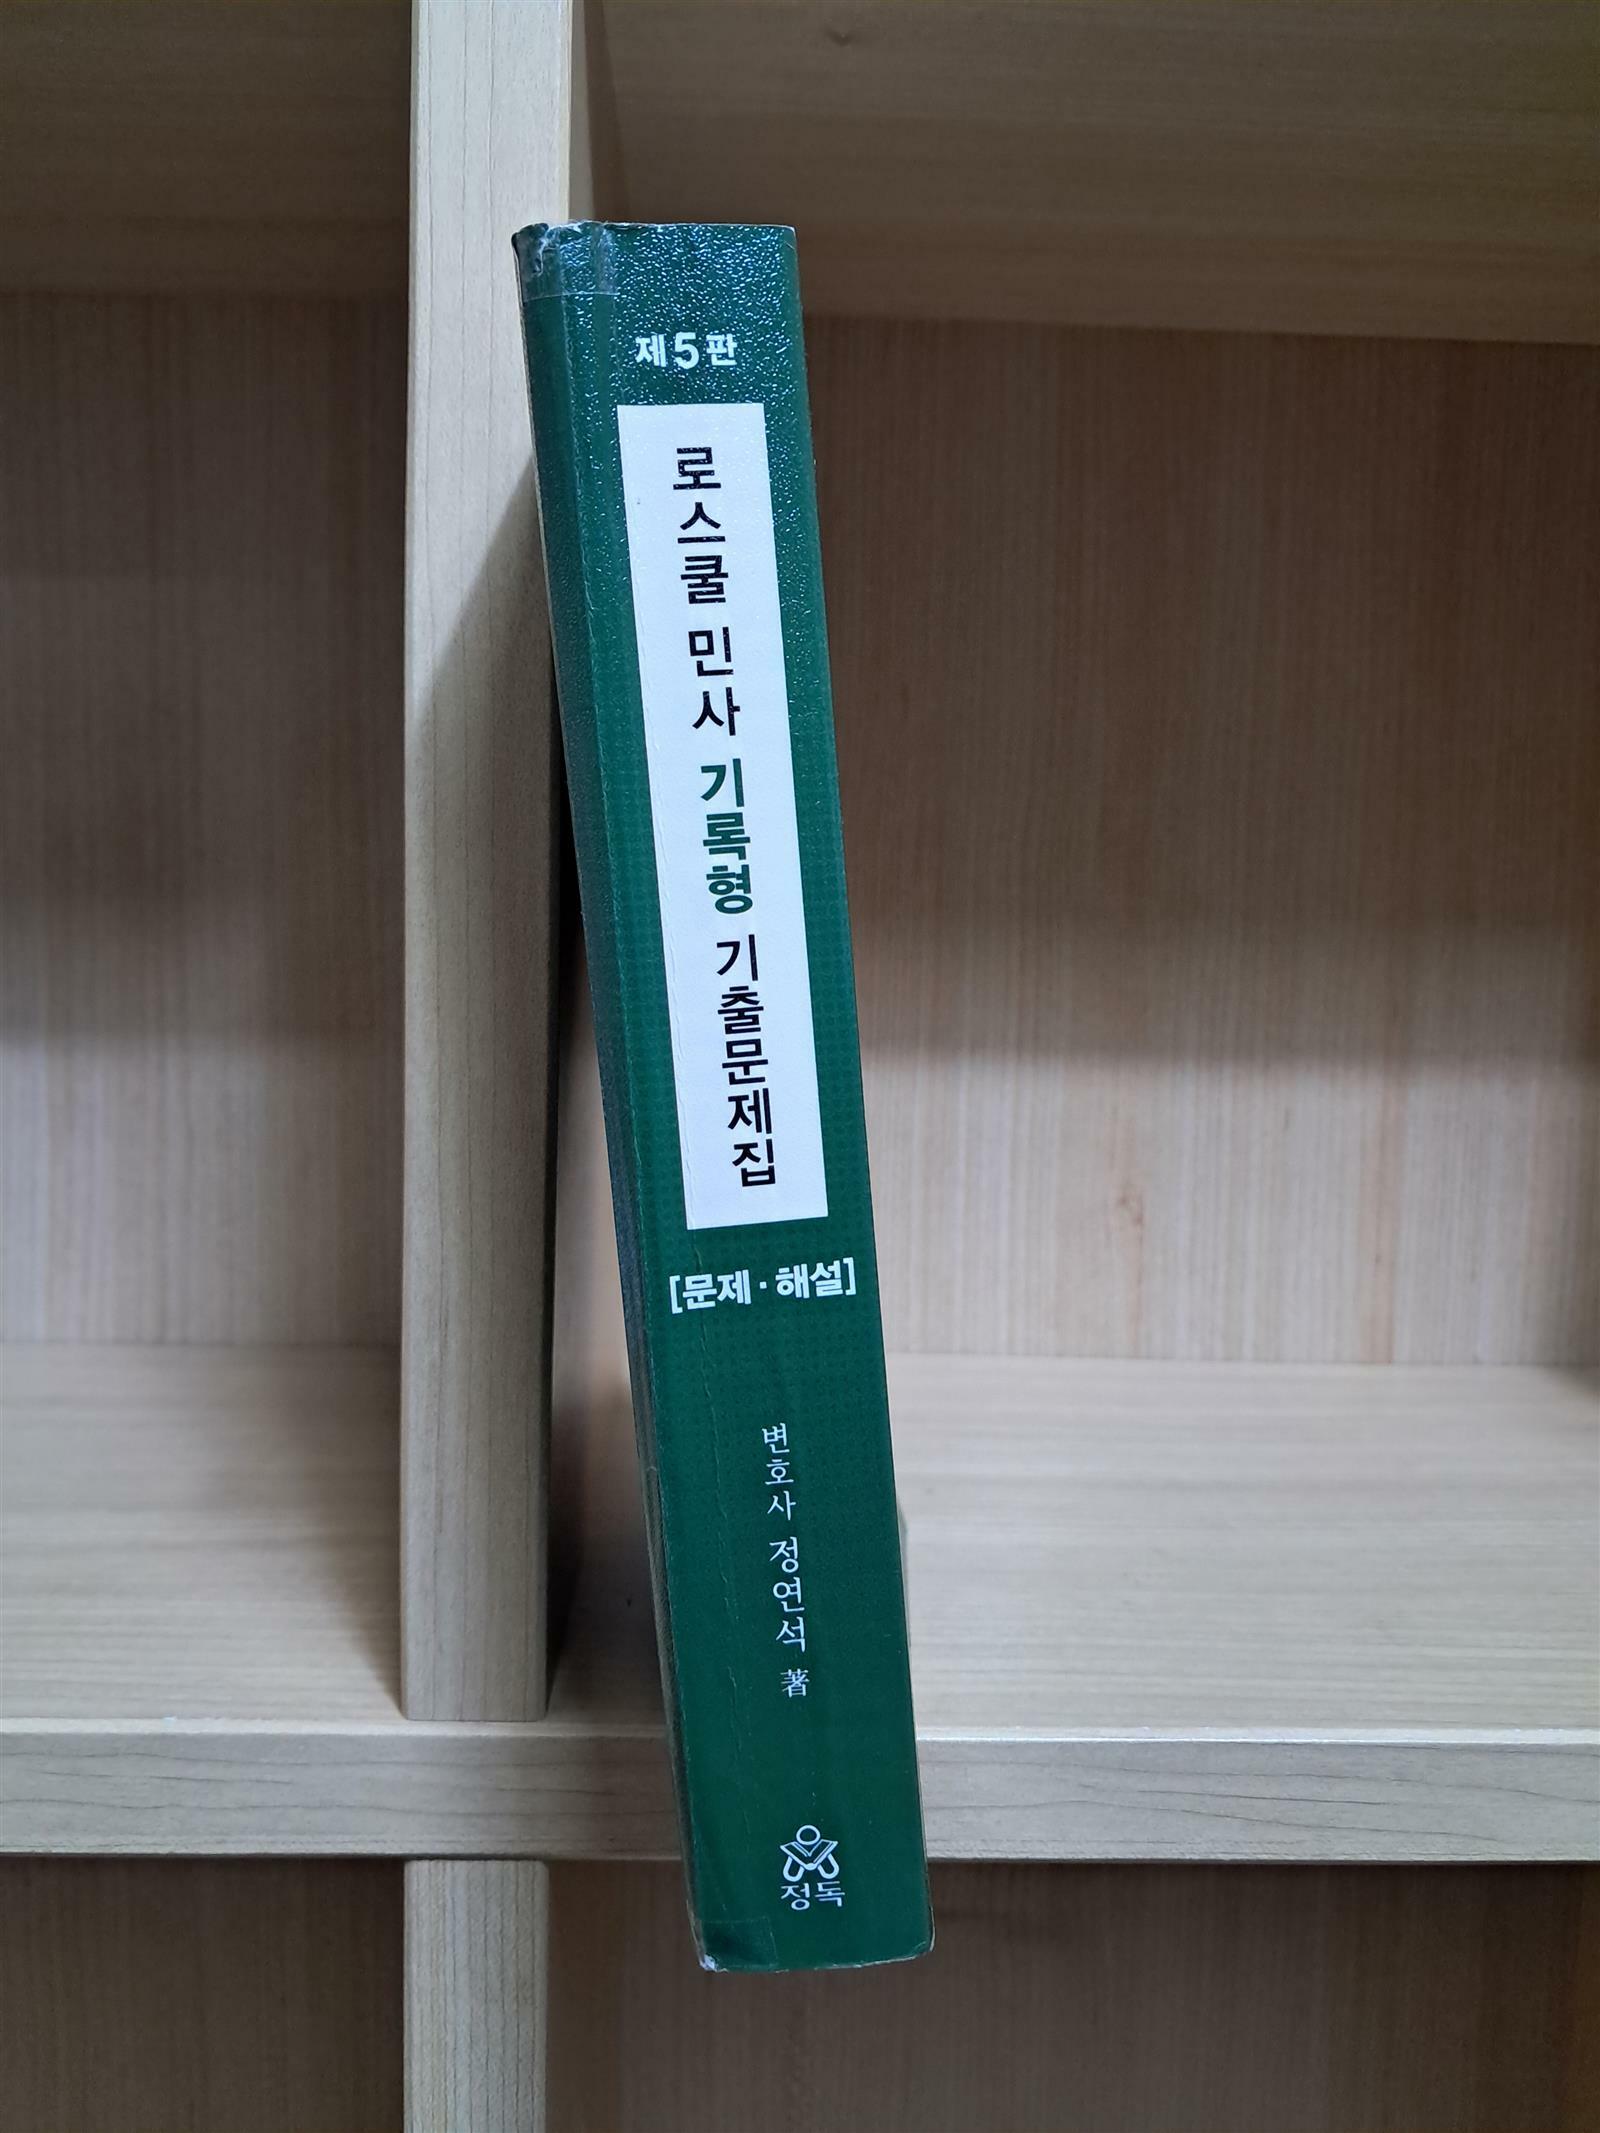 제5판
로스쿨 민사 기록형 기출문제집
[문제·해설]
변호사 정연석 著
정독